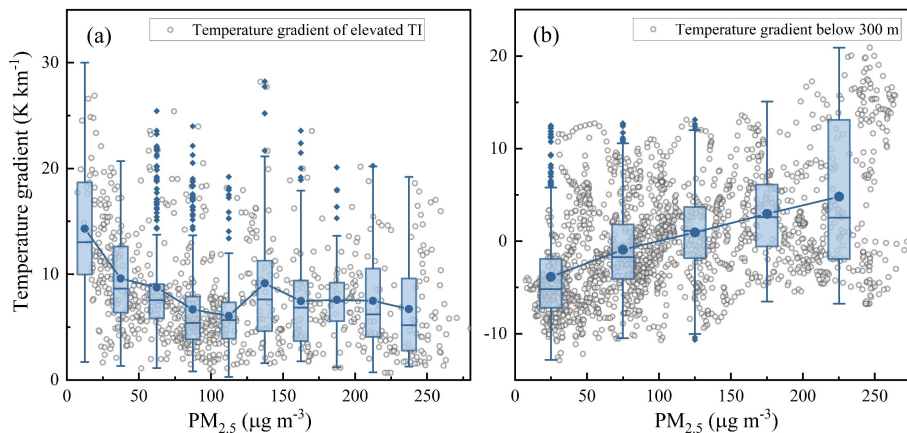 (a)
Temperature gradient of elevated TI
Temperature gradient (K km⁻¹)
30
20
10
0
0 50 100 150 200 250
PM₂.₅ (μg m⁻³)
(b)
Temperature gradient below 300 m
20
10
0
-10
0 50 100 150 200 250
PM₂.₅ (μg m⁻³)